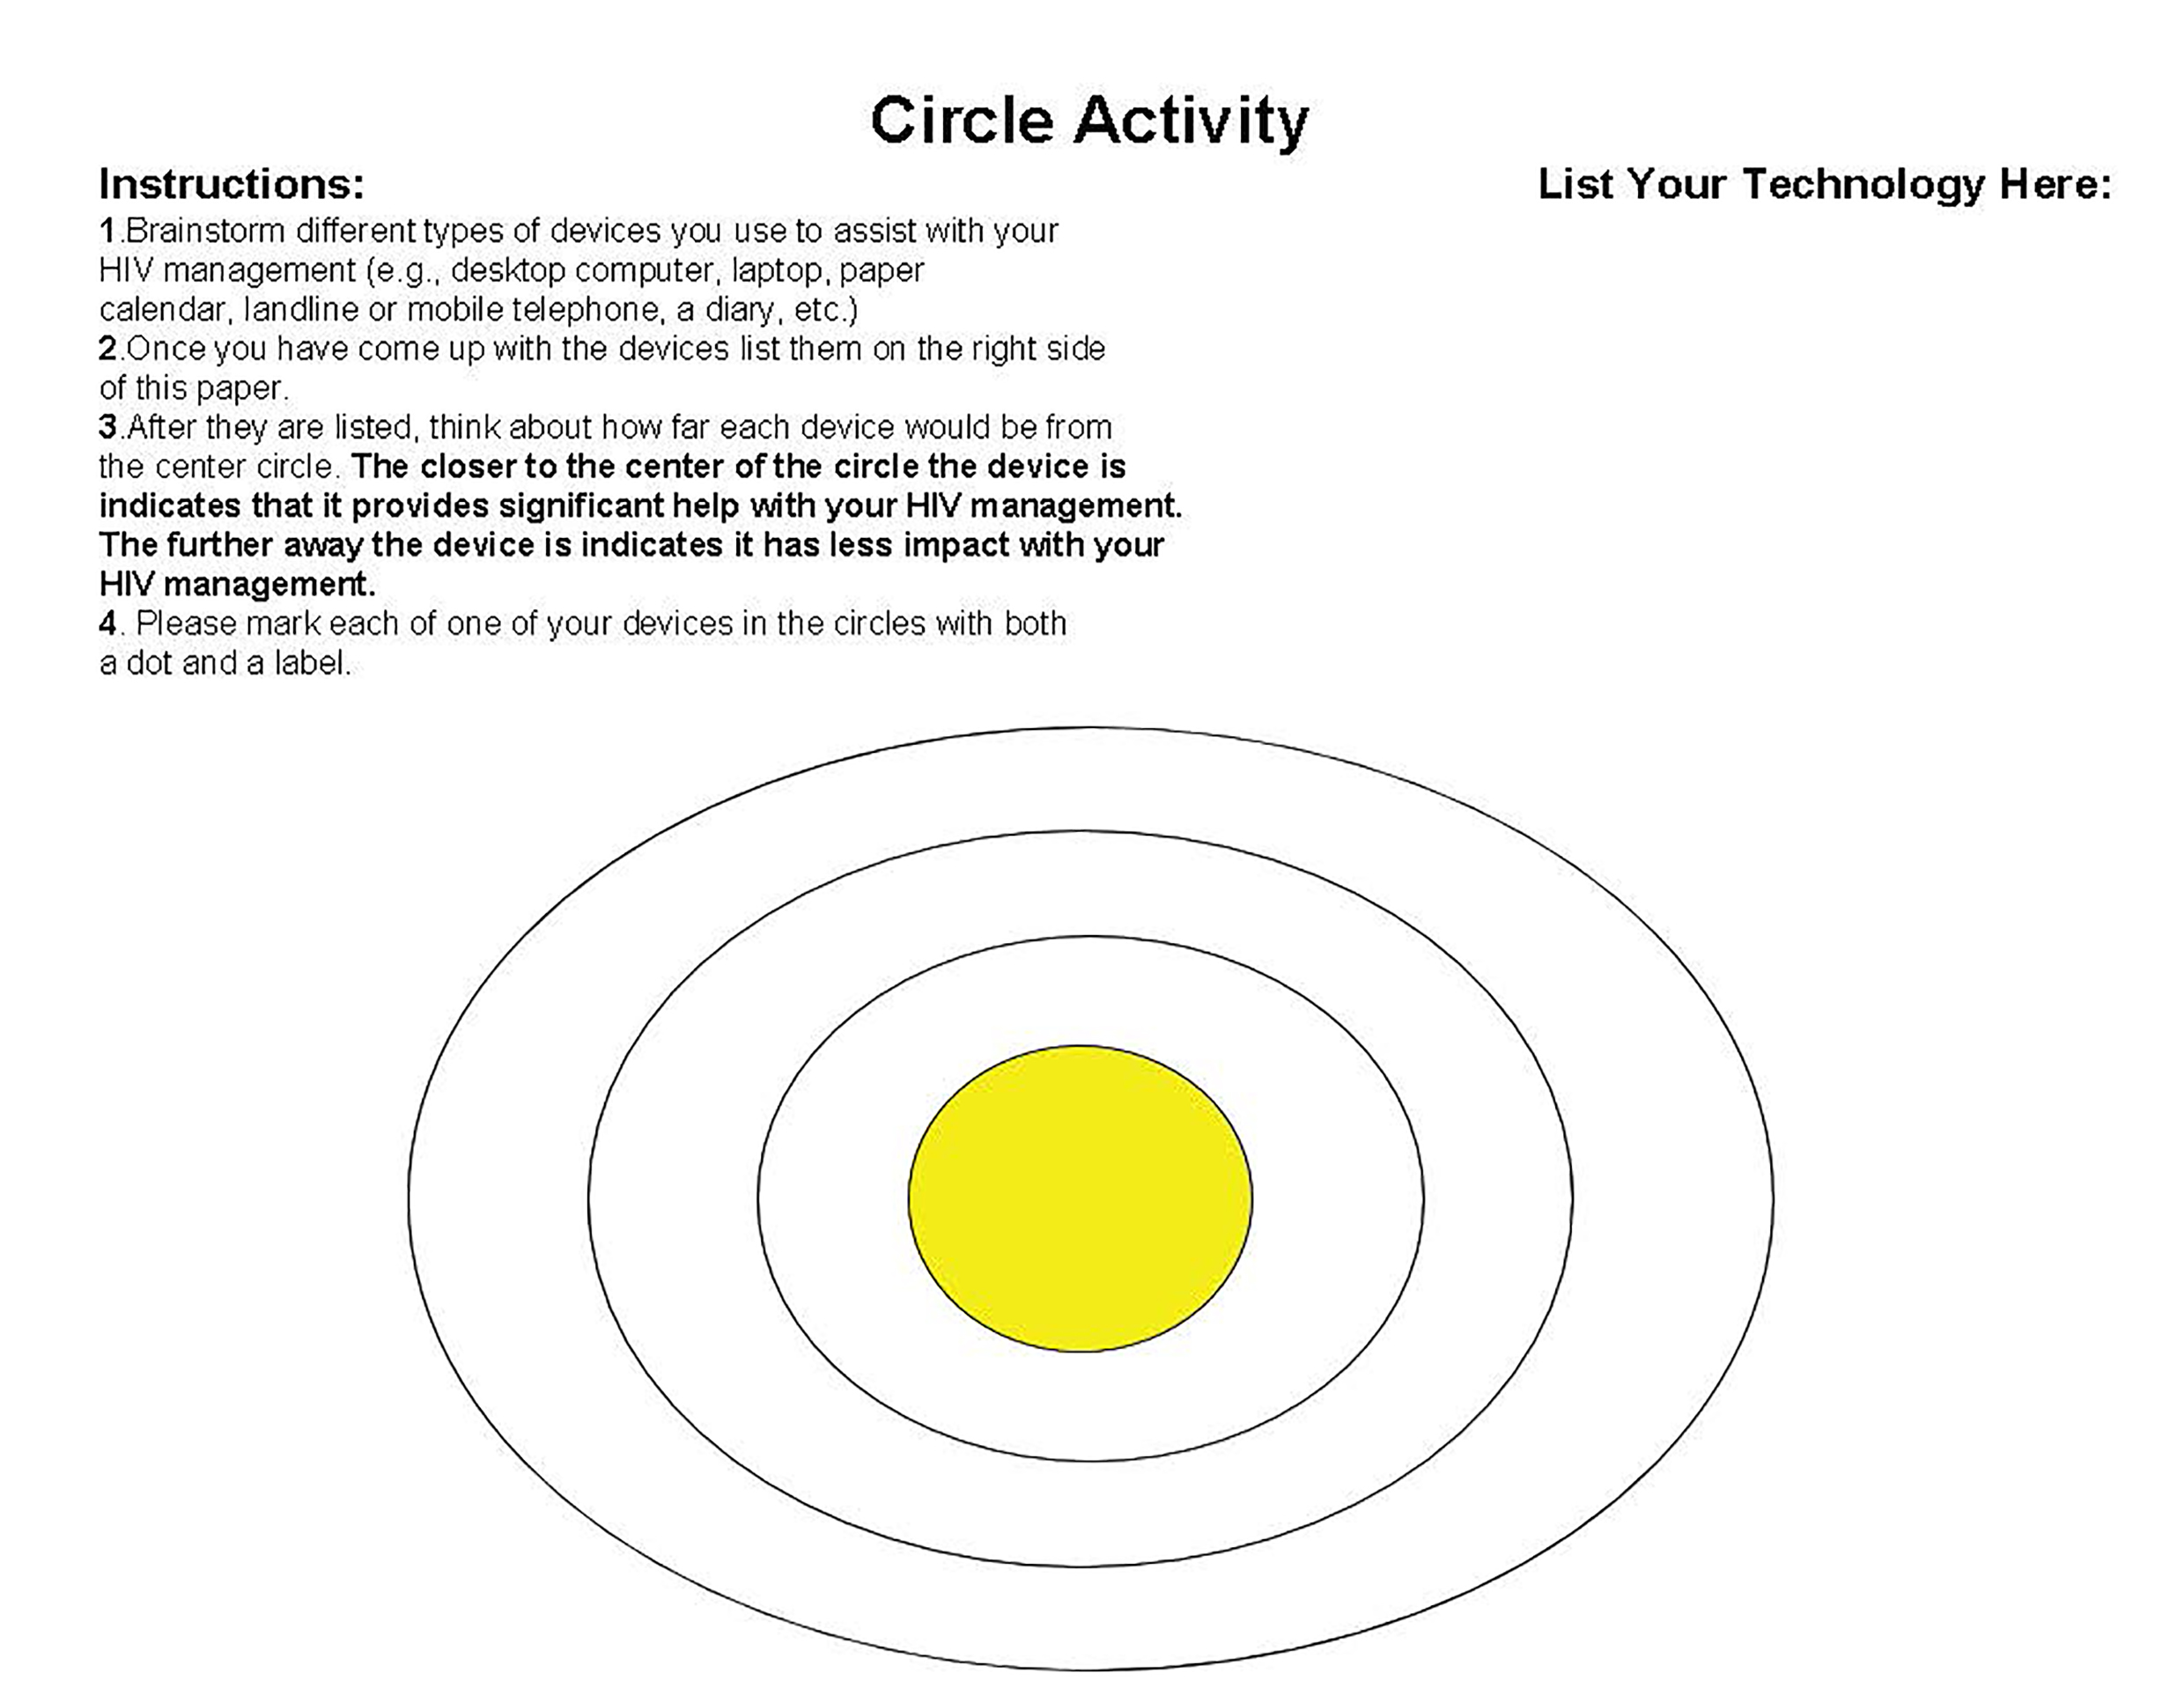 Circle Activity
Instructions:
List Your Technology Here:
1.Brainstorm different types of devices you use to assist with your
HIV management (e.g., desktop computer, laptop, paper
calendar, landline or mobile telephone, a diary, etc.)
2.Once you have come up with the devices list them on the right side
of this paper.
3.After they are listed, think about how far each device would be from
the center circle. The closer to the center of the circle the device is
indicates that it provides significant help with your HIV management.
The further away the device is indicates it has less impact with your
HIV management.
4. Please mark each of one of your devices in the circles with both
a dot and a label.